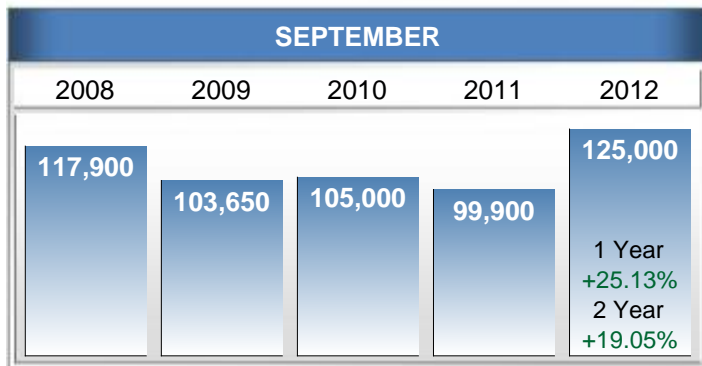 SEPTEMBER
2008 2009 2010 2011 2012
117,900 103,650 105,000 99,900 125,000
1 Year
+25.13%
2 Year
+19.05%